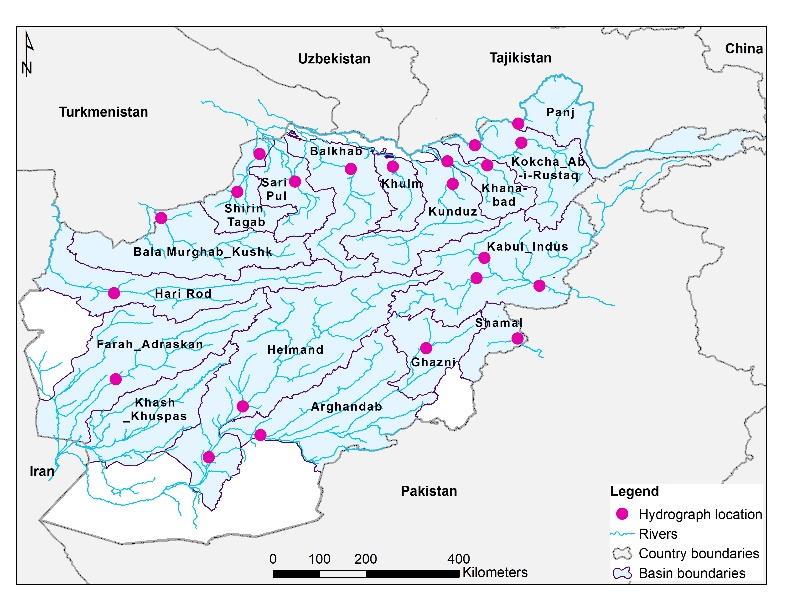 N
Uzbekistan
Tajikistan
China
Turkmenistan
Panj
Balkhab
Kokcha_Ab
-i-Rustaq
Sari
Pul
Khulm
Khana-
bad
Shirin
Tagab
Kunduz
Bala Murghab_Kushk
Kabul_Indus
Hari Rod
Shamal
Farah_Adraskan
Helmand
Ghazni
Khash
_Khuspas
Arghandab
Iran
Pakistan
Legend
Hydrograph location
Rivers
Country boundaries
Basin boundaries
0 100 200 400
Kilometers